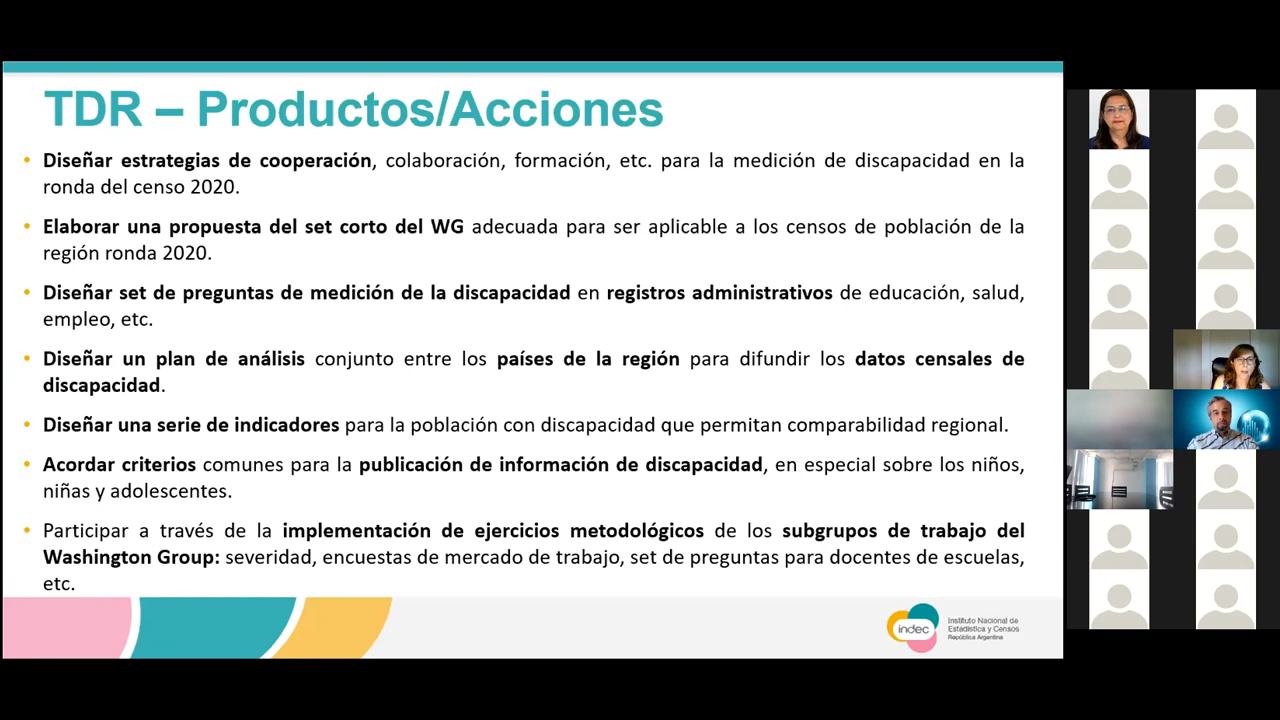 TDR – Productos/Acciones
• Diseñar estrategias de cooperación, colaboración, formación, etc. para la medición de discapacidad en la
ronda del censo 2020.
• Elaborar una propuesta del set corto del WG adecuada para ser aplicable a los censos de población de la
región ronda 2020.
• Diseñar set de preguntas de medición de la discapacidad en registros administrativos de educación, salud,
empleo, etc.
• Diseñar un plan de análisis conjunto entre los países de la región para difundir los datos censales de
discapacidad.
• Diseñar una serie de indicadores para la población con discapacidad que permitan comparabilidad regional.
• Acordar criterios comunes para la publicación de información de discapacidad, en especial sobre los niños,
niñas y adolescentes.
• Participar a través de la implementación de ejercicios metodológicos de los subgrupos de trabajo del
Washington Group: severidad, encuestas de mercado de trabajo, set de preguntas para docentes de escuelas,
etc.
indec
Instituto Nacional de
Estadística y Censos
República Argentina